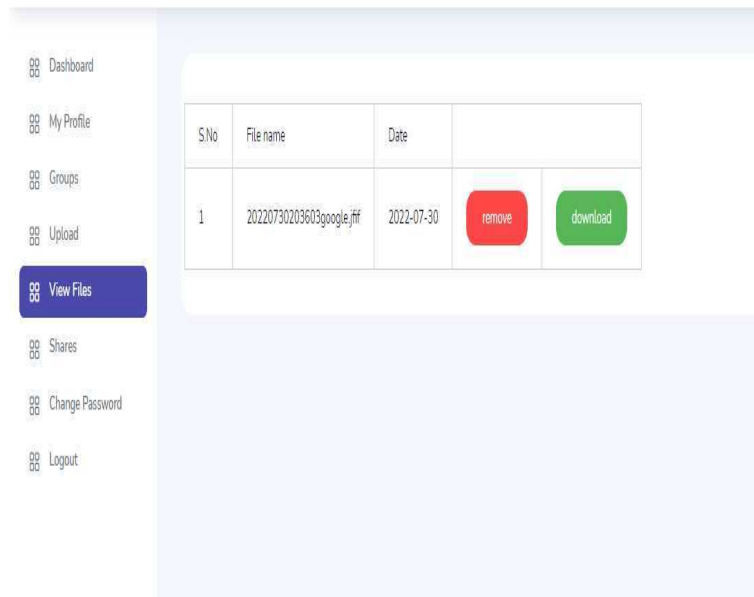 Dashboard
My Profile
Groups
Upload
View Files
Shares
Change Password
Logout
S.No File name Date
1 20220730203603google.jfif 2022-07-30 remove download